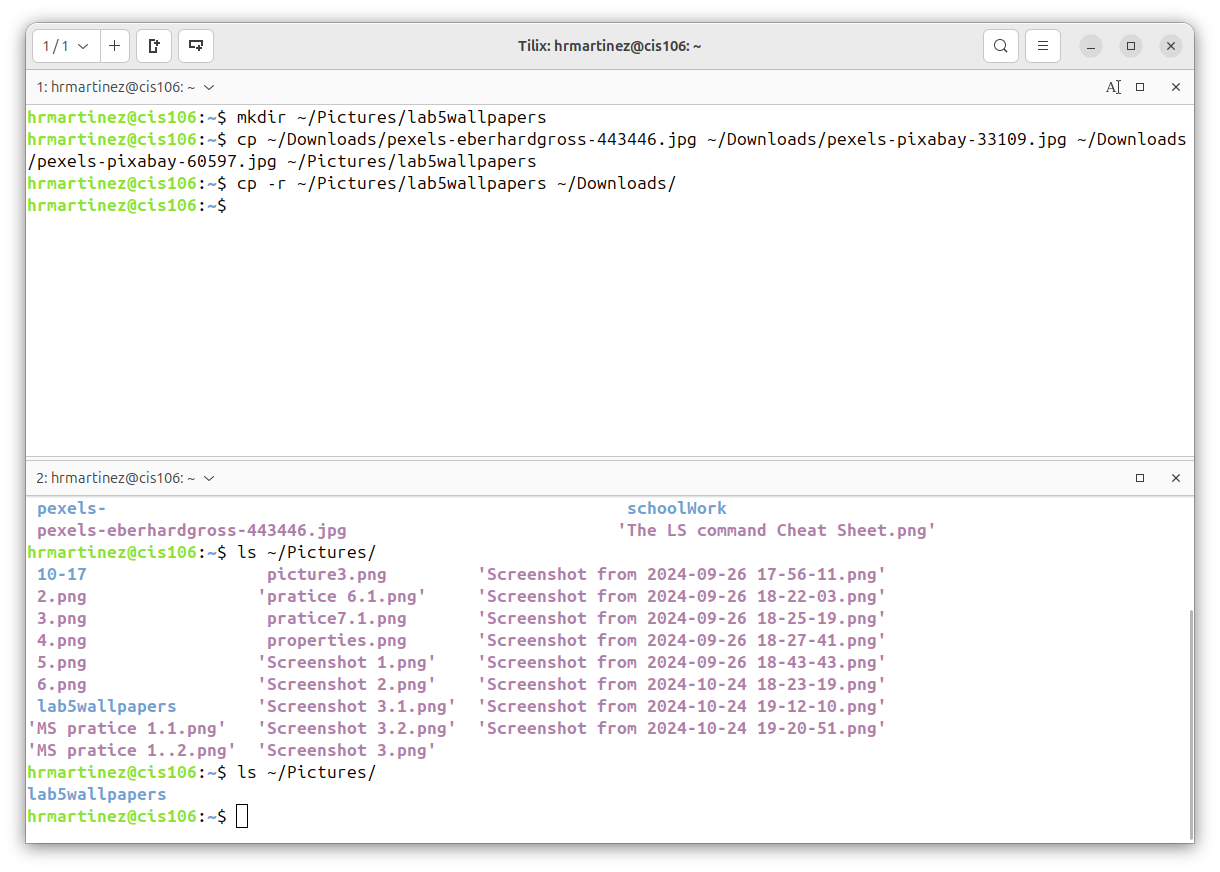 1 / 1
Tilix: hrmartinez@cis106: ~
1: hrmartinez@cis106: ~
hrmartinez@cis106:~$ mkdir ~/Pictures/lab5wallpapers
hrmartinez@cis106:~$ cp ~/Downloads/pexels-eberhardgross-443446.jpg ~/Downloads/pexels-pixabay-33109.jpg ~/Downloads
/pexels-pixabay-60597.jpg ~/Pictures/lab5wallpapers
hrmartinez@cis106:~$ cp -r ~/Pictures/lab5wallpapers ~/Downloads/
hrmartinez@cis106:~$
2: hrmartinez@cis106: ~
pexels- schoolWork
pexels-eberhardgross-443446.jpg 'The LS command Cheat Sheet.png'
hrmartinez@cis106:~$ ls ~/Pictures/
10-17 picture3.png 'Screenshot from 2024-09-26 17-56-11.png'
2.png 'pratice 6.1.png' 'Screenshot from 2024-09-26 18-22-03.png'
3.png pratice7.1.png 'Screenshot from 2024-09-26 18-25-19.png'
4.png properties.png 'Screenshot from 2024-09-26 18-27-41.png'
5.png 'Screenshot 1.png' 'Screenshot from 2024-09-26 18-43-43.png'
6.png 'Screenshot 2.png' 'Screenshot from 2024-10-24 18-23-19.png'
lab5wallpapers 'Screenshot 3.1.png' 'Screenshot from 2024-10-24 19-12-10.png'
'MS pratice 1.1.png' 'Screenshot 3.2.png' 'Screenshot from 2024-10-24 19-20-51.png'
'MS pratice 1..2.png' 'Screenshot 3.png'
hrmartinez@cis106:~$ ls ~/Pictures/
lab5wallpapers
hrmartinez@cis106:~$